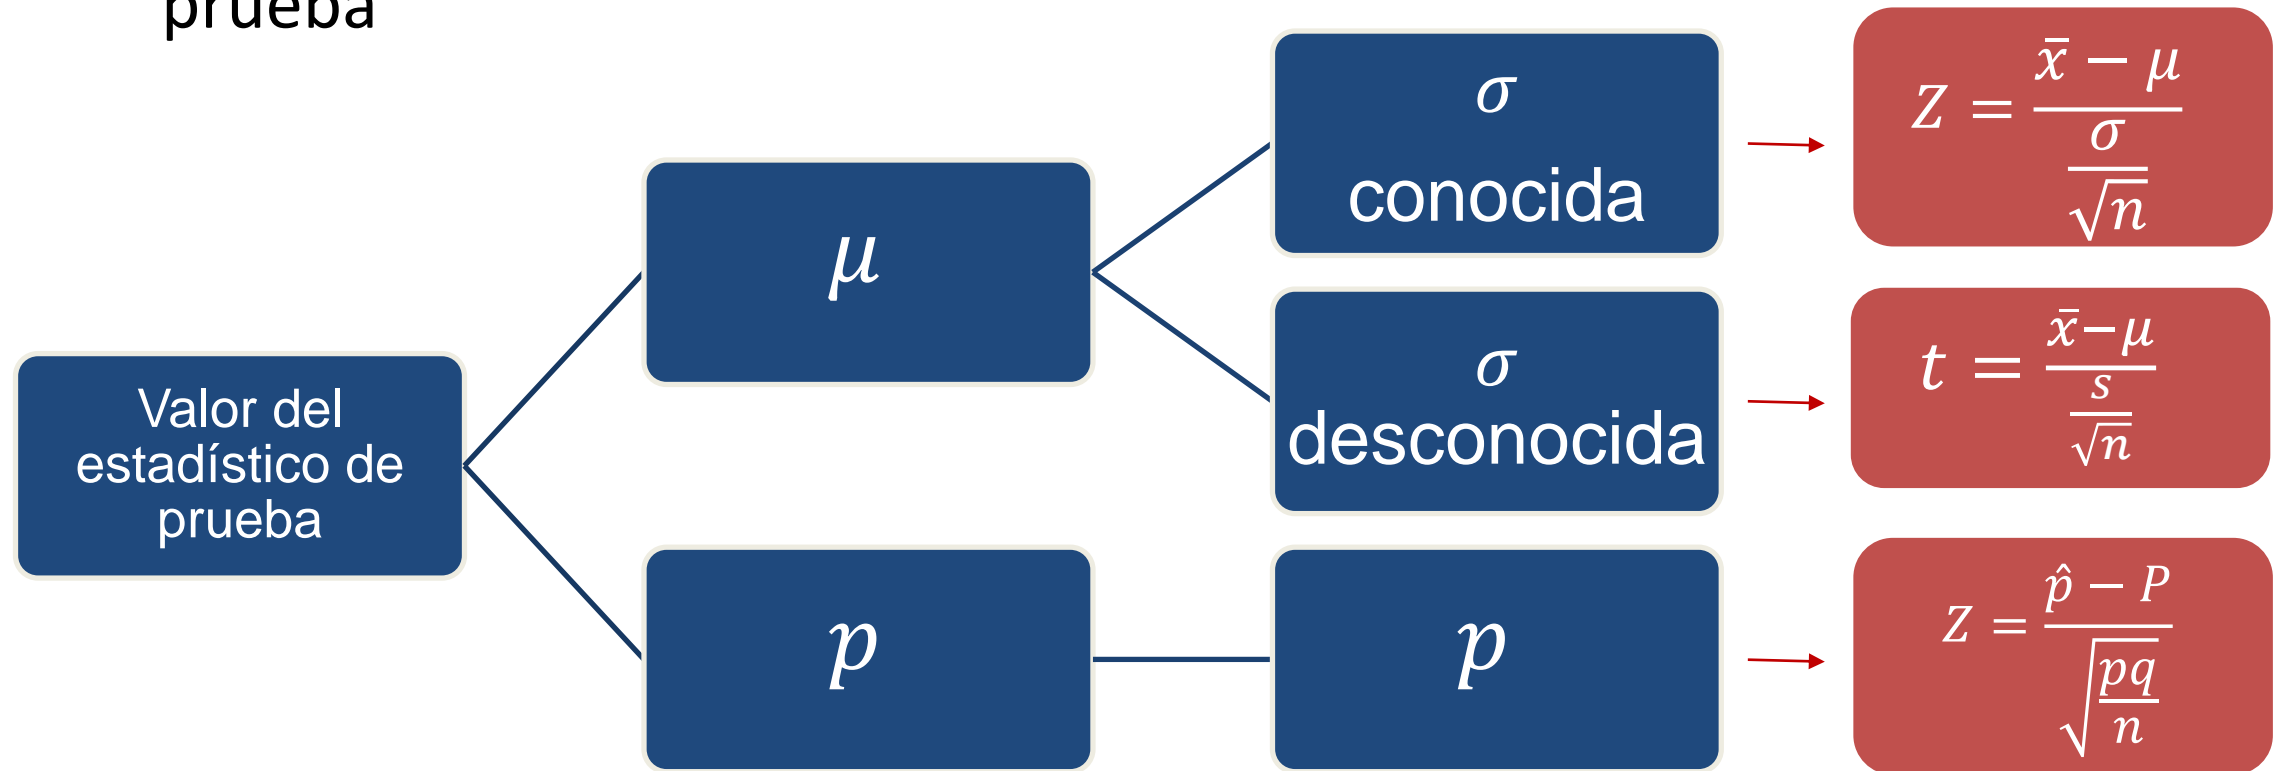 prueba
Valor del
estadístico de
prueba
μ
p
σ
conocida
σ
desconocida
p
Z = (x̄ − μ) / (σ / √n)
t = (x̄ − μ) / (s / √n)
Z = (p̂ − P) / √(pq / n)